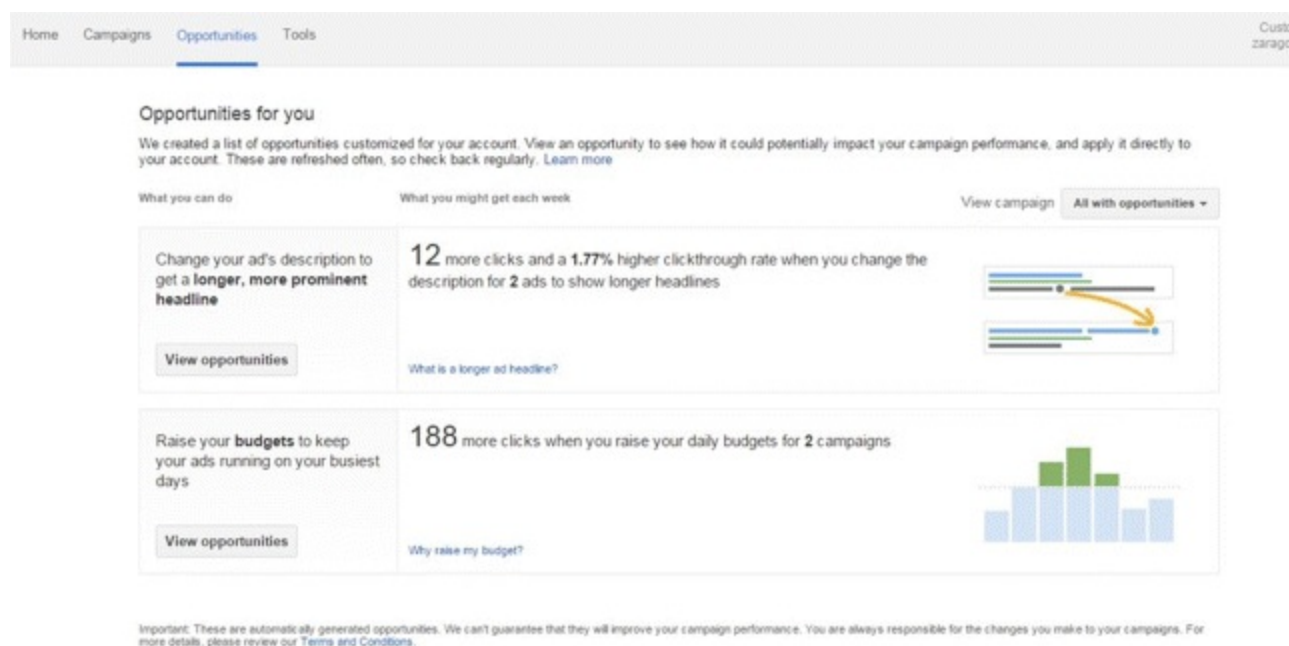 Home Campaigns Opportunities Tools
Custo
zarago
Opportunities for you
We created a list of opportunities customized for your account. View an opportunity to see how it could potentially impact your campaign performance, and apply it directly to
your account. These are refreshed often, so check back regularly. Learn more
What you can do What you might get each week
View campaign All with opportunities
Change your ad's description to
get a longer, more prominent
headline
View opportunities
12 more clicks and a 1.77% higher clickthrough rate when you change the
description for 2 ads to show longer headlines
What is a longer ad headline?
Raise your budgets to keep
your ads running on your busiest
days
View opportunities
188 more clicks when you raise your daily budgets for 2 campaigns
Why raise my budget?
Important: These are automatically generated opportunities. We can't guarantee that they will improve your campaign performance. You are always responsible for the changes you make to your campaigns. For
more details, please review our Terms and Conditions.